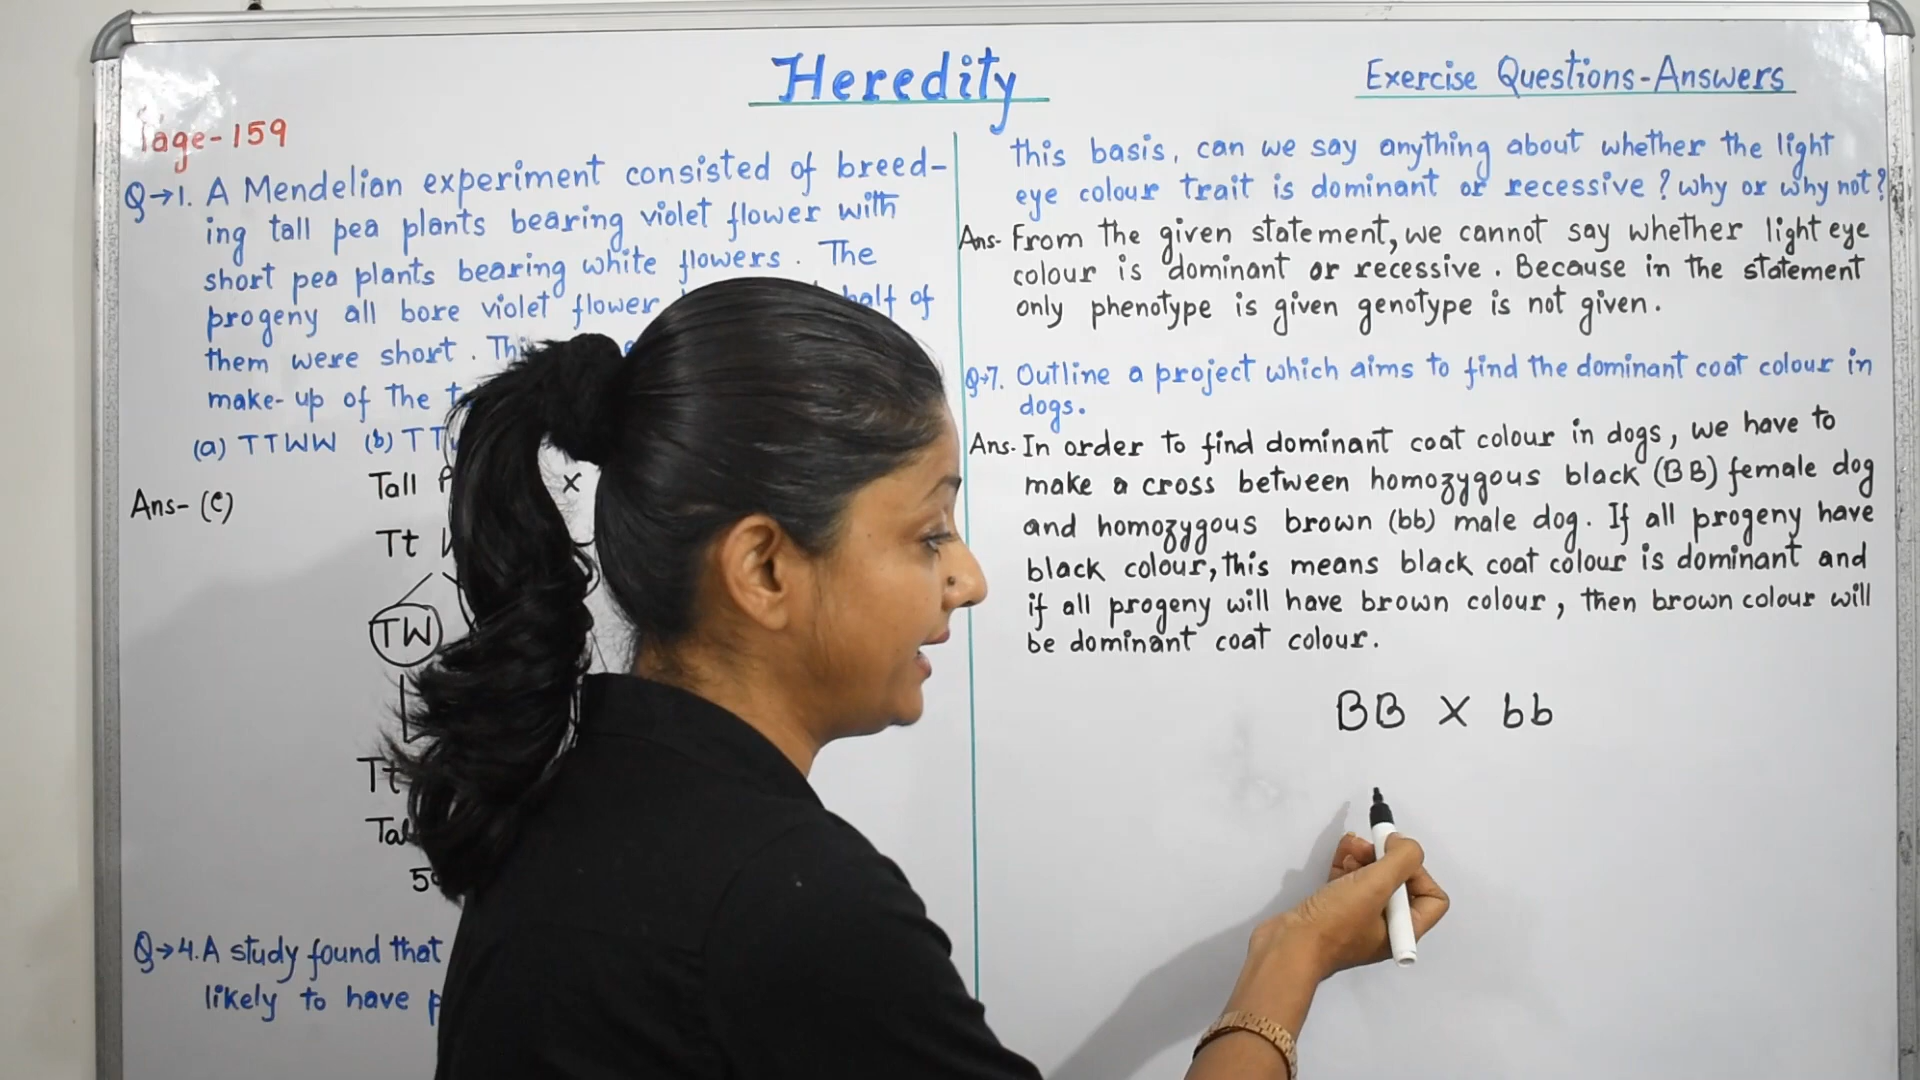 Heredity
Exercise Questions-Answers
Page-159
Q→1. A Mendelian experiment consisted of breed-
ing tall pea plants bearing violet flower with
short pea plants bearing white flowers. The
progeny all bore violet flower half of
them were short.
make-up of the
(a) TTWW (b)
Ans- (c)
Tall x
Tt
TW
Tt
Q→4. A study found that
likely to have
this basis, can we say anything about whether the light
eye colour trait is dominant or recessive? why or why not?
Ans- From the given statement, we cannot say whether light eye
colour is dominant or recessive. Because in the statement
only phenotype is given genotype is not given.
Q→7. Outline a project which aims to find the dominant coat colour in
dogs.
Ans- In order to find dominant coat colour in dogs, we have to
make a cross between homozygous black (BB) female dog
and homozygous brown (bb) male dog. If all progeny have
black colour, this means black coat colour is dominant and
if all progeny will have brown colour, then brown colour will
be dominant coat colour.
BB X bb